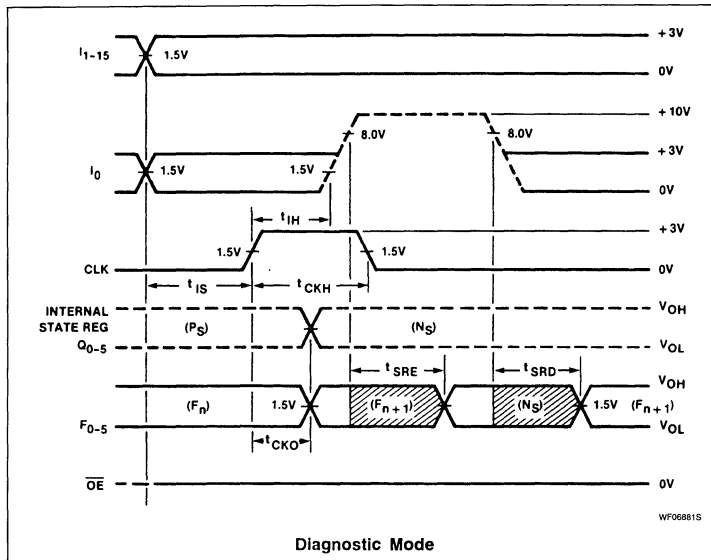 I1-15
1.5V
+3V
0V
+10V
8.0V
8.0V
+3V
I0
1.5V
1.5V
0V
tIH
+3V
1.5V
1.5V
CLK
0V
tIS
tCKH
INTERNAL
STATE REG
(PS)
(NS)
VOH
Q0-5
VOL
tSRE
tSRD
VOH
(Fn)
1.5V
(Fn+1)
(NS)
1.5V
(Fn+1)
F0-5
VOL
tCKO
OE
0V
WF06881S
Diagnostic Mode